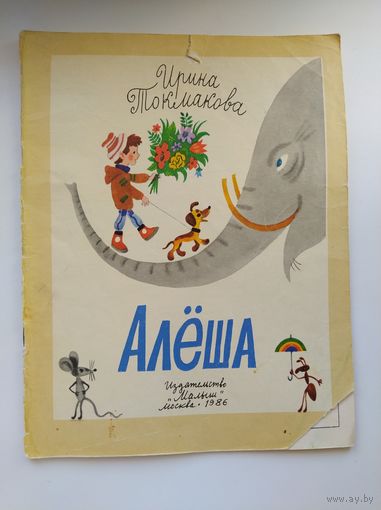 Ирина
Токмакова
Алёша
Издательство
"Малыш"
Москва · 1986
www.ay.by